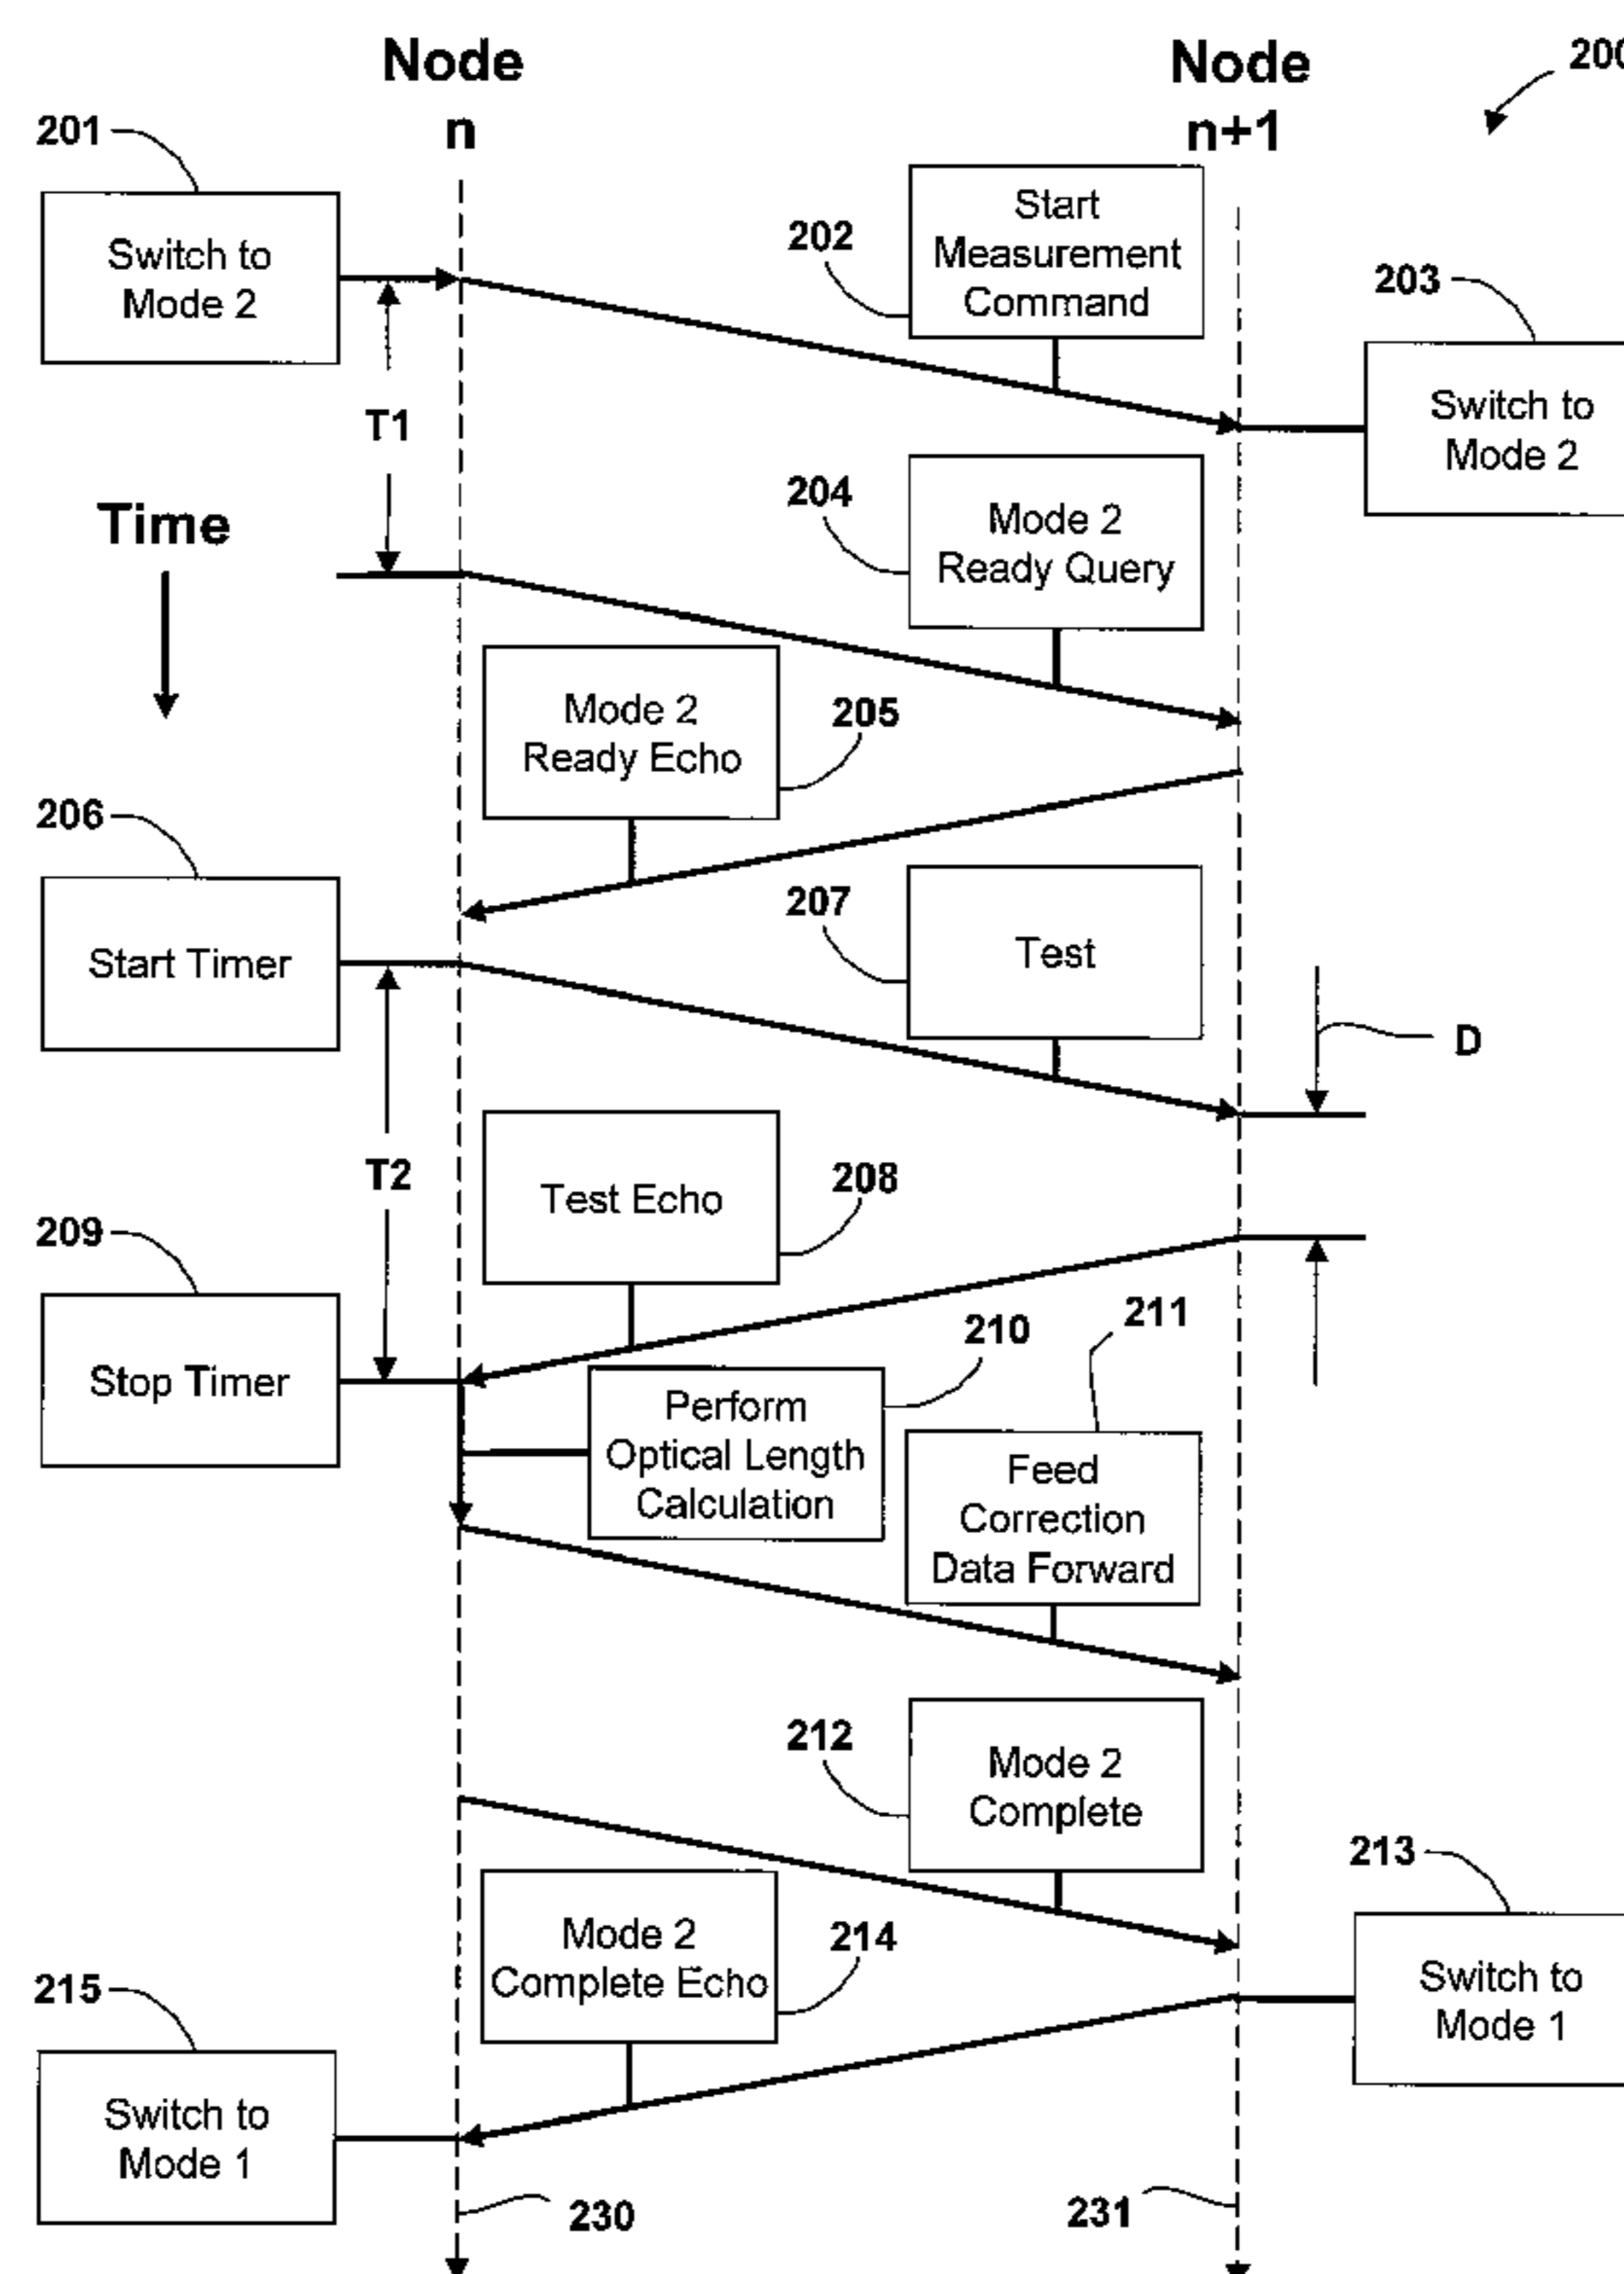 Node
n
Node
n+1
200
201
Switch to
Mode 2
202
Start
Measurement
Command
203
Switch to
Mode 2
T1
Time
204
Mode 2
Ready Query
Mode 2
Ready Echo
205
206
Start Timer
207
Test
D
T2
Test Echo
208
209
Stop Timer
210
Perform
Optical Length
Calculation
211
Feed
Correction
Data Forward
212
Mode 2
Complete
213
Switch to
Mode 1
Mode 2
Complete Echo
214
215
Switch to
Mode 1
230
231